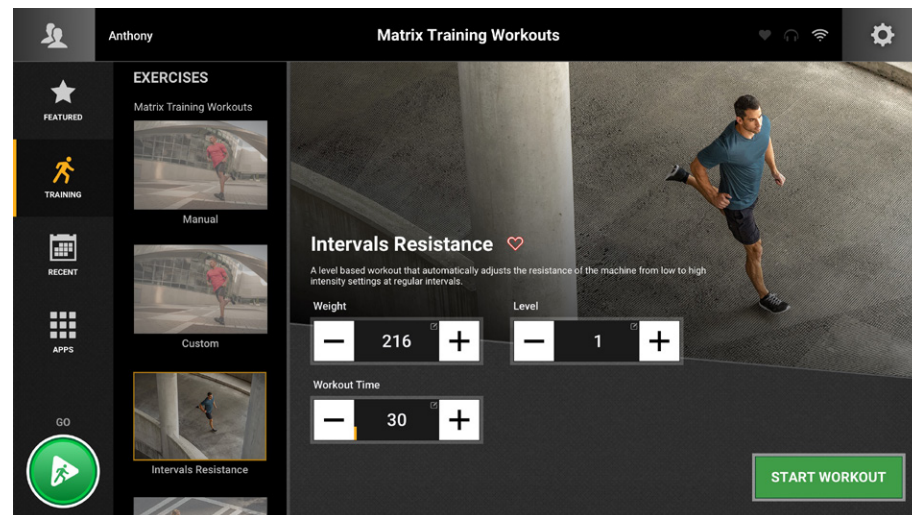 Anthony
Matrix Training Workouts
FEATURED
TRAINING
RECENT
APPS
GO
EXERCISES
Matrix Training Workouts
Manual
Custom
Intervals Resistance
Intervals Resistance
A level based workout that automatically adjusts the resistance of the machine from low to high
intensity settings at regular intervals.
Weight
− 216 +
Level
− 1 +
Workout Time
− 30 +
START WORKOUT